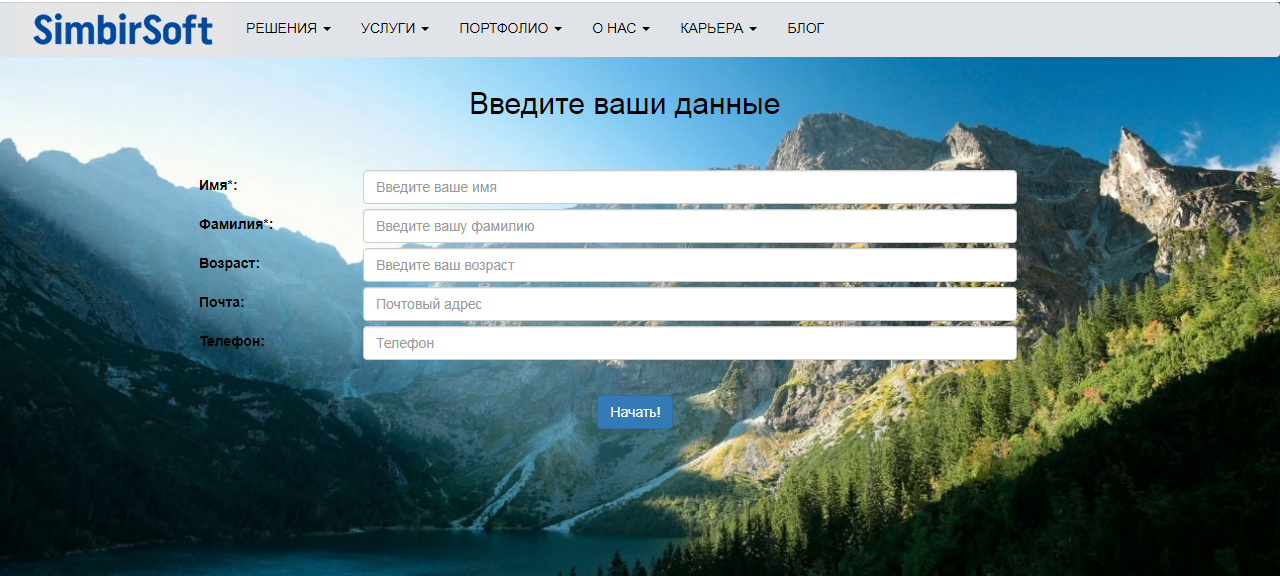 SimbirSoft РЕШЕНИЯ УСЛУГИ ПОРТФОЛИО О НАС КАРЬЕРА БЛОГ
Введите ваши данные
Имя*: Введите ваше имя
Фамилия*: Введите вашу фамилию
Возраст: Введите ваш возраст
Почта: Почтовый адрес
Телефон: Телефон
Начать!